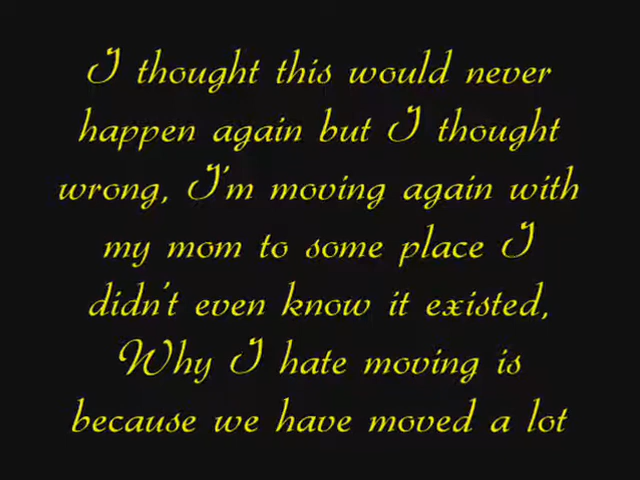 I thought this would never
happen again but I thought
wrong, I'm moving again with
my mom to some place I
didn't even know it existed,
Why I hate moving is
because we have moved a lot